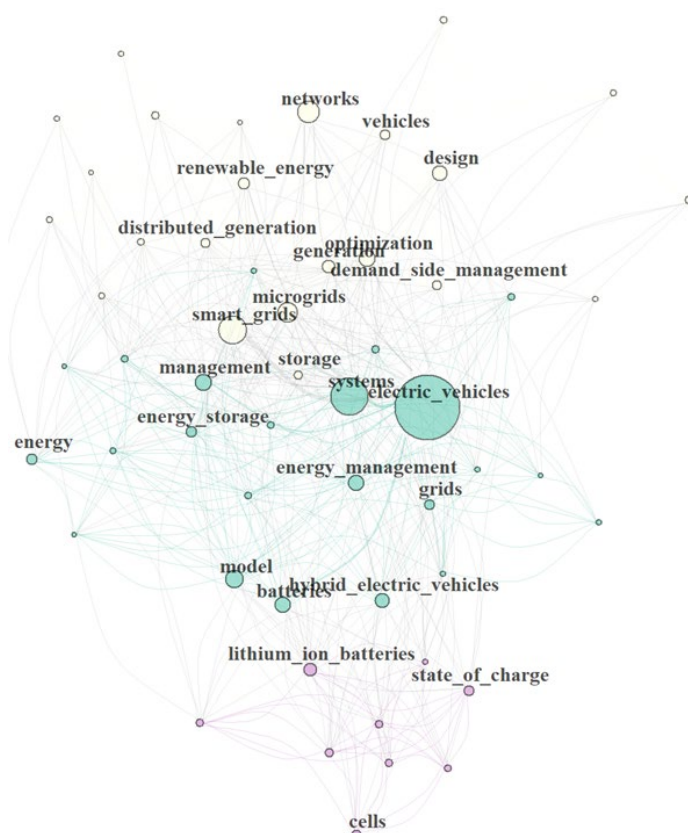 networks
vehicles
design
renewable_energy
distributed_generation
optimization
generation
demand_side_management
microgrids
smart_grids
storage
management
systems
electric_vehicles
energy_storage
energy
energy_management
grids
model
hybrid_electric_vehicles
batteries
lithium_ion_batteries
state_of_charge
cells